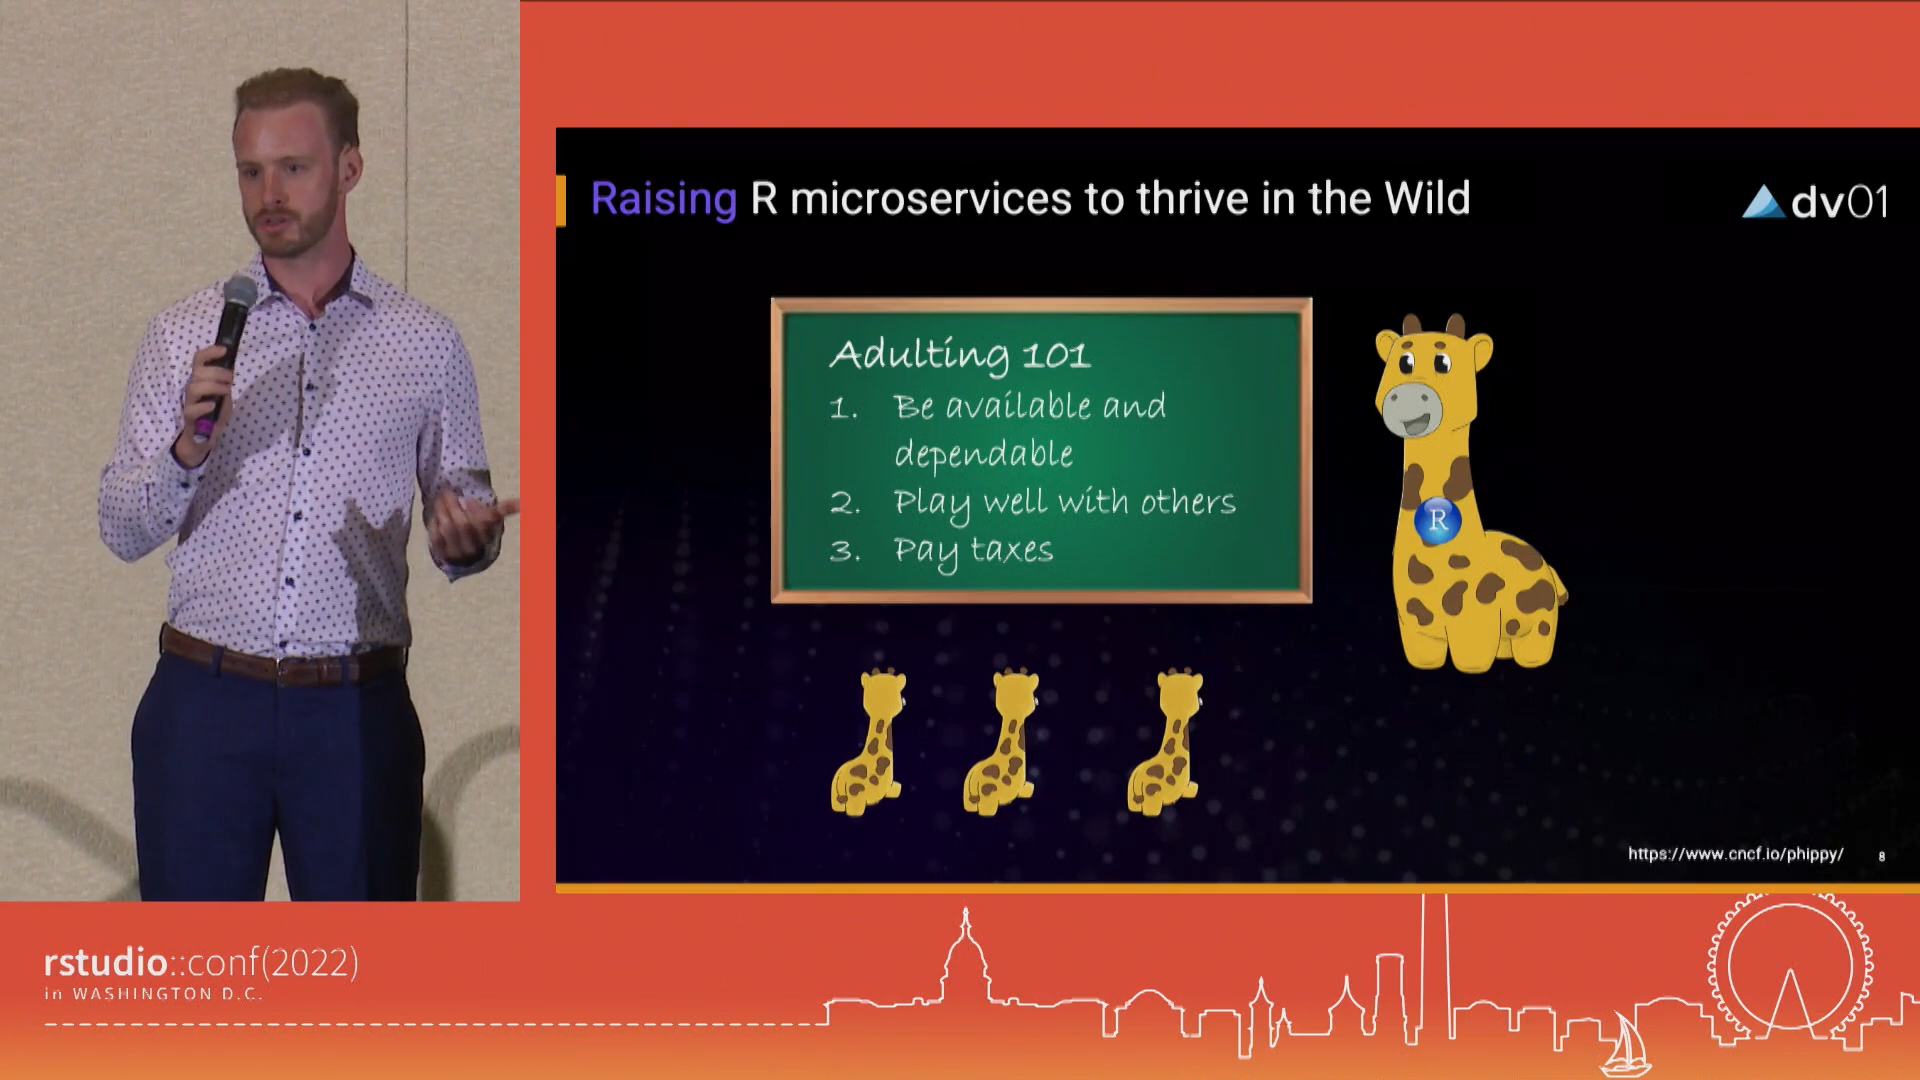 Raising R microservices to thrive in the Wild
dv01
Adulting 101
1. Be available and
dependable
2. Play well with others
3. Pay taxes
R
https://www.cncf.io/phippy/
8
rstudio::conf(2022)
in WASHINGTON D.C.